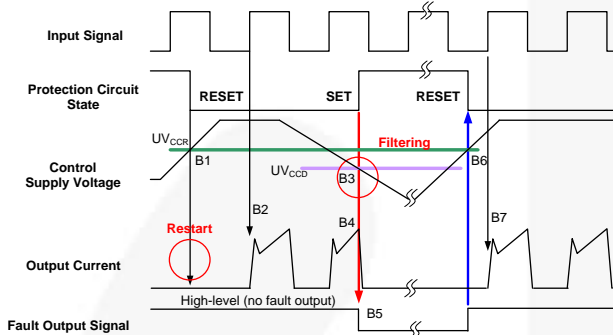 Input Signal
Protection Circuit
State
RESET
SET
RESET
UVCCR
Filtering
B1
B6
Control
Supply Voltage
UVCCD
B3
B2
B4
B7
Restart
Output Current
High-level (no fault output)
B5
Fault Output Signal